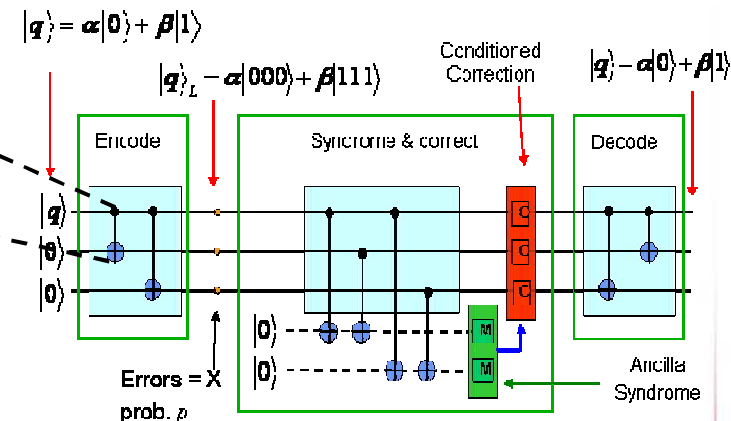 |q⟩ = α|0⟩ + β|1⟩
Conditioned
Correction
|q⟩ – α|0⟩ + β|1⟩
|q⟩L – α|000⟩ + β|111⟩
Encode
Syndrome & correct
Decode
|q⟩
|0⟩
|0⟩
C
C
C
|0⟩
M
|0⟩
M
Errors = X
prob. p
Ancilla
Syndrome